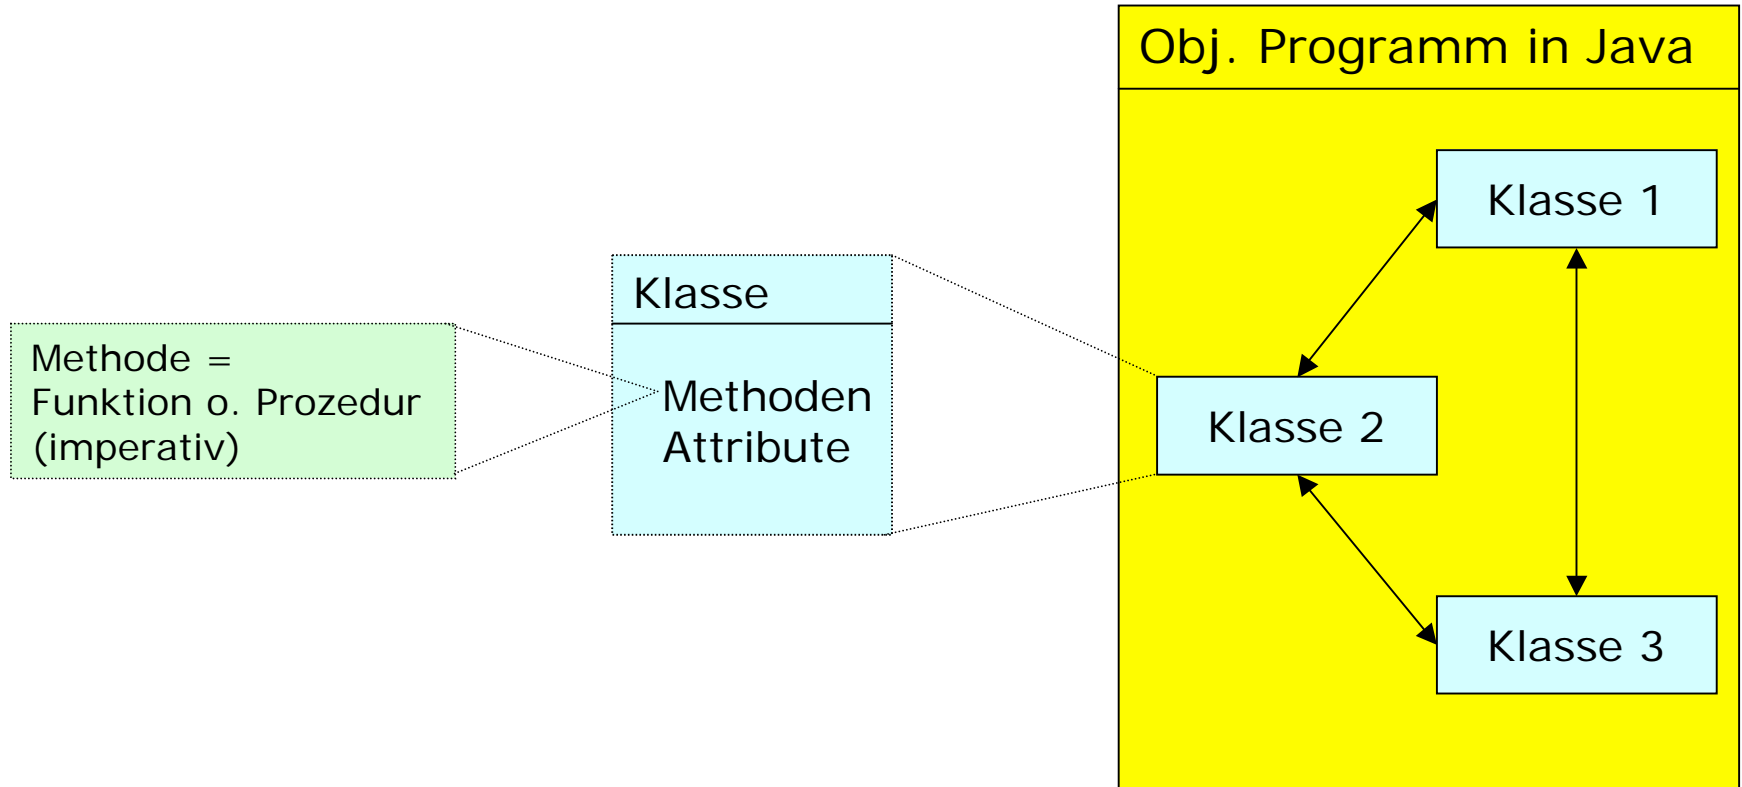 Obj. Programm in Java
Klasse 1
Klasse
Methode =
Funktion o. Prozedur
(imperativ)
Methoden
Attribute
Klasse 2
Klasse 3